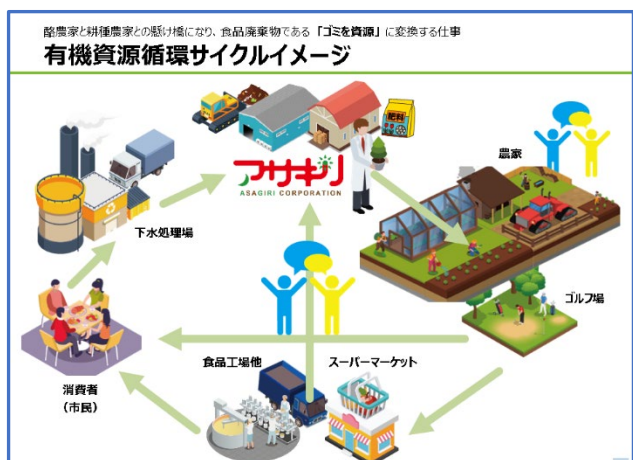 酪農家と耕種農家との懸け橋になり、食品廃棄物である「ゴミを資源」に変換する仕事
有機資源循環サイクルイメージ
肥料
農家
アサギリ
ASAGIRI CORPORATION
下水処理場
ゴルフ場
食品工場他
スーパーマーケット
消費者
（市民）